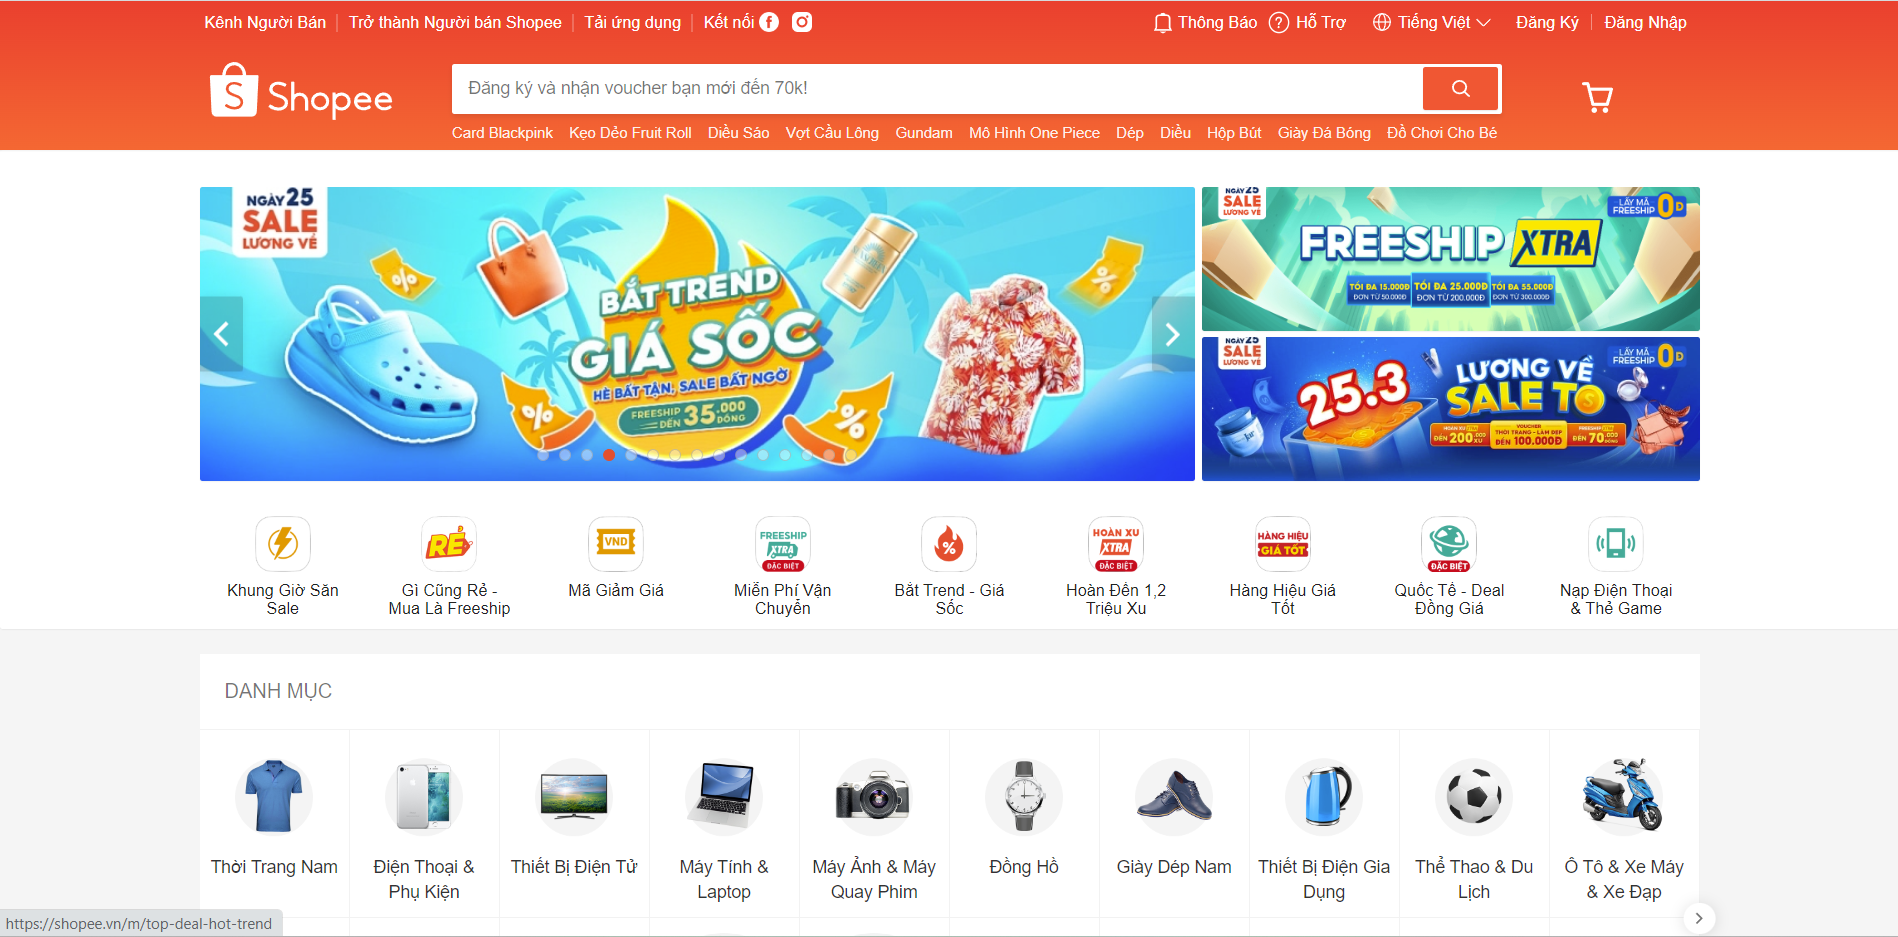 Kênh Người Bán
Trở thành Người bán Shopee
Tải ứng dụng
Kết nối
Thông Báo
Hỗ Trợ
Tiếng Việt
Đăng Ký
Đăng Nhập
Shopee
Đăng ký và nhận voucher bạn mới đến 70k!
Card Blackpink
Kẹo Dẻo Fruit Roll
Diều Sáo
Vợt Cầu Lông
Gundam
Mô Hình One Piece
Dép
Diều
Hộp Bút
Giày Đá Bóng
Đồ Chơi Cho Bé
NGÀY 25
SALE
LƯƠNG VỀ
BẮT TREND
GIÁ SỐC
HÈ BẤT TẬN, SALE BẤT NGỜ
FREESHIP
ĐẾN 35.000 ĐỒNG
NGÀY 25
SALE
LƯƠNG VỀ
LẤY MÃ
FREESHIP 0Đ
FREESHIP XTRA
TỐI ĐA 15.000Đ
ĐƠN TỪ 50.000Đ
TỐI ĐA 25.000Đ
ĐƠN TỪ 200.000Đ
TỐI ĐA 55.000Đ
ĐƠN TỪ 300.000Đ
NGÀY 25
SALE
LƯƠNG VỀ
LẤY MÃ
FREESHIP 0Đ
25.3
LƯƠNG VỀ
SALE TO
HOÀN XU XTRA
ĐẾN 200.000 XU
VOUCHER
THỜI TRANG - LÀM ĐẸP
ĐẾN 100.000Đ
FREESHIP XTRA
ĐẾN 70.000 ĐỒNG
RẺ
VND
FREESHIP
XTRA
ĐẶC BIỆT
HOÀN XU
XTRA
ĐẶC BIỆT
HÀNG HIỆU
GIÁ TỐT
ĐẶC BIỆT
Khung Giờ Săn
Sale
Gì Cũng Rẻ -
Mua Là Freeship
Mã Giảm Giá
Miễn Phí Vận
Chuyển
Bắt Trend - Giá
Sốc
Hoàn Đến 1,2
Triệu Xu
Hàng Hiệu Giá
Tốt
Quốc Tế - Deal
Đồng Giá
Nạp Điện Thoại
& Thẻ Game
DANH MỤC
Thời Trang Nam
Điện Thoại &
Phụ Kiện
Thiết Bị Điện Tử
Máy Tính &
Laptop
Máy Ảnh & Máy
Quay Phim
Đồng Hồ
Giày Dép Nam
Thiết Bị Điện Gia
Dụng
Thể Thao & Du
Lịch
Ô Tô & Xe Máy
& Xe Đạp
https://shopee.vn/m/top-deal-hot-trend